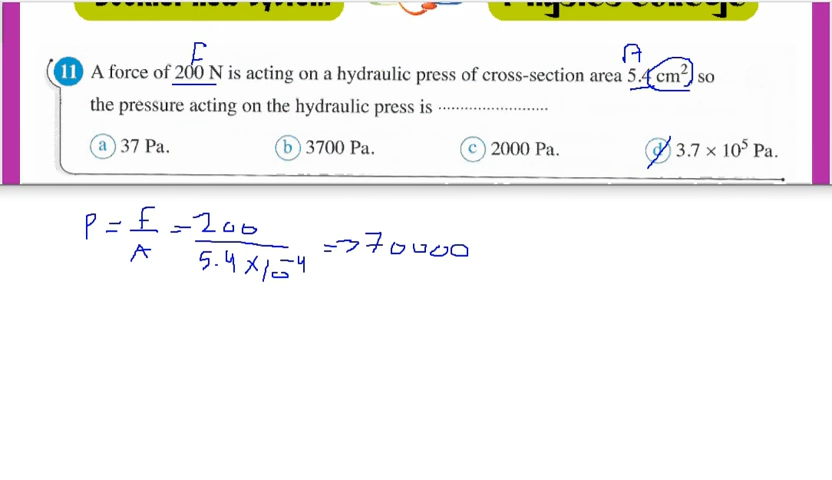 F
A
11 A force of 200 N is acting on a hydraulic press of cross-section area 5.4 cm², so
the pressure acting on the hydraulic press is ........................
a 37 Pa. b 3700 Pa. c 2000 Pa. d 3.7 × 10⁵ Pa.
P = F/A = 200/5.4 × 10⁻⁴ => 70000